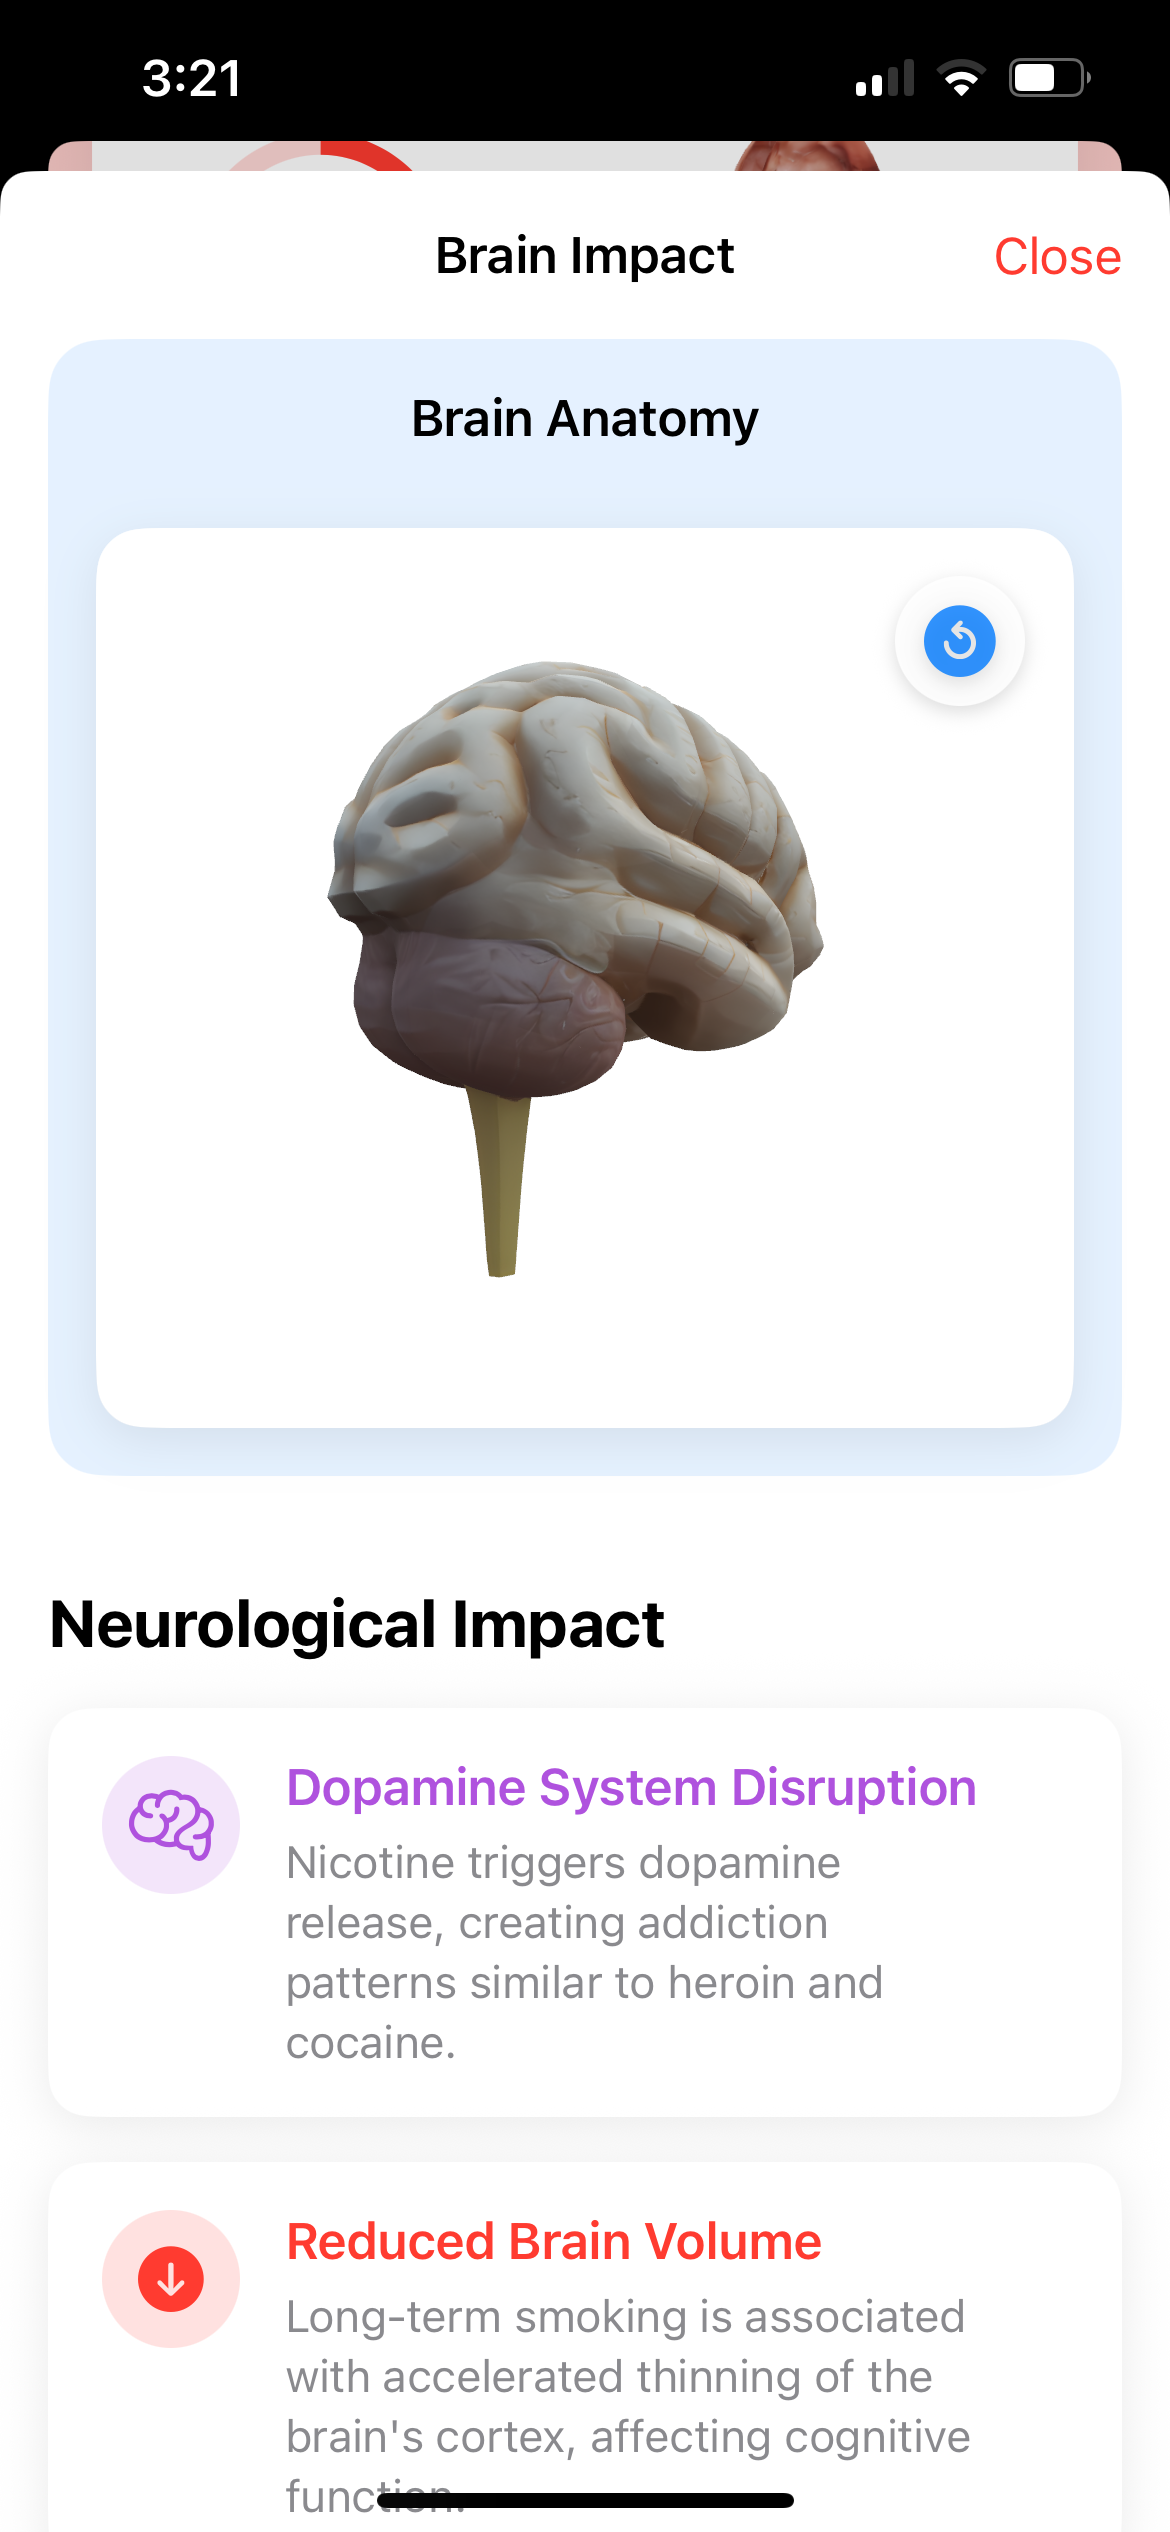 3:21
Brain Impact
Close
Brain Anatomy
Neurological Impact
Dopamine System Disruption
Nicotine triggers dopamine
release, creating addiction
patterns similar to heroin and
cocaine.
Reduced Brain Volume
Long-term smoking is associated
with accelerated thinning of the
brain's cortex, affecting cognitive
function.